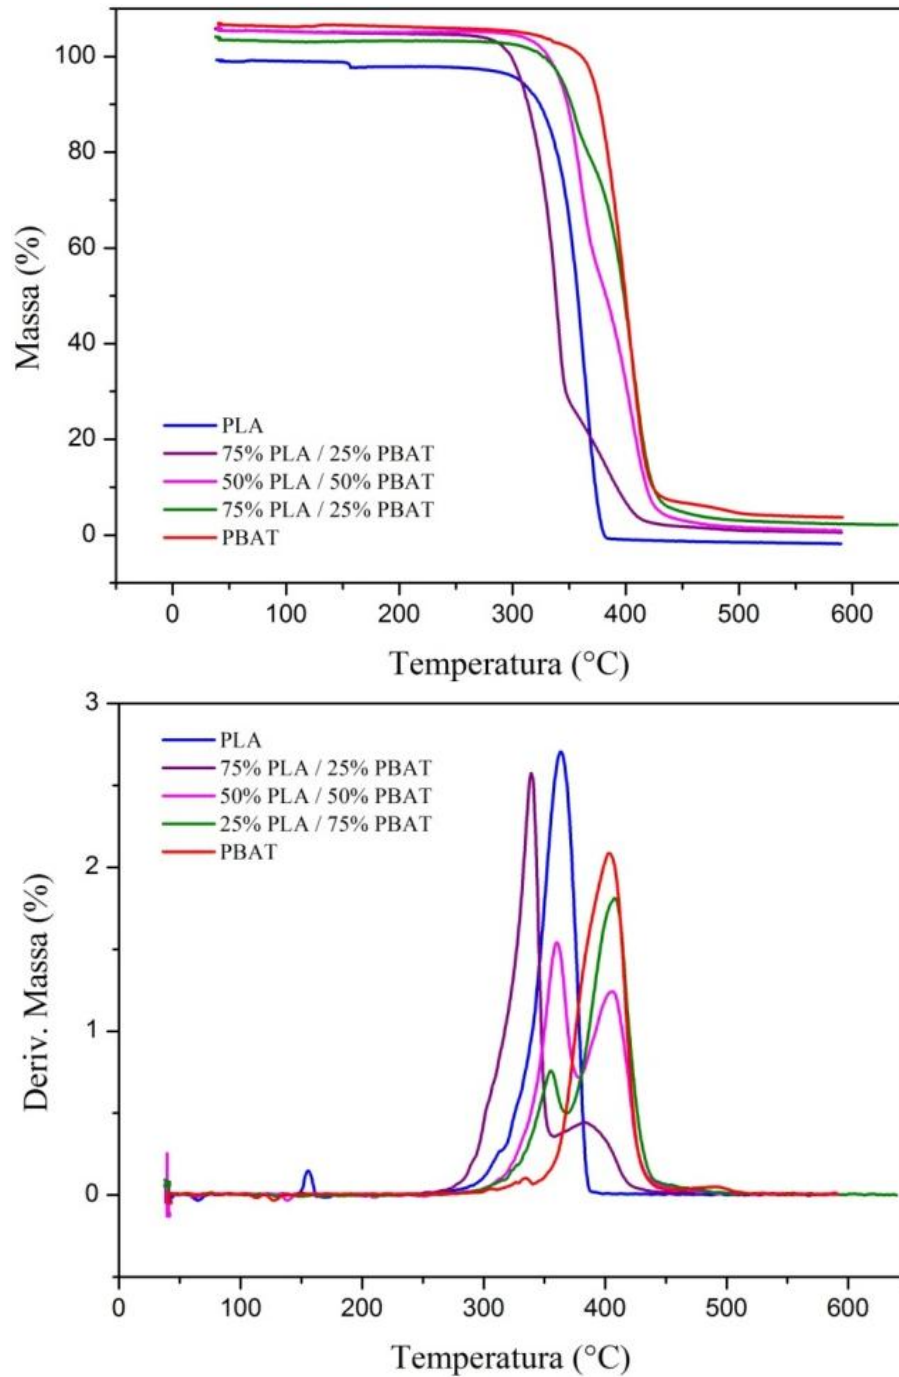 100
80
60
40
20
0
Massa (%)
PLA
75% PLA / 25% PBAT
50% PLA / 50% PBAT
75% PLA / 25% PBAT
PBAT
0 100 200 300 400 500 600
Temperatura (°C)
3
2
1
0
Deriv. Massa (%)
PLA
75% PLA / 25% PBAT
50% PLA / 50% PBAT
25% PLA / 75% PBAT
PBAT
0 100 200 300 400 500 600
Temperatura (°C)